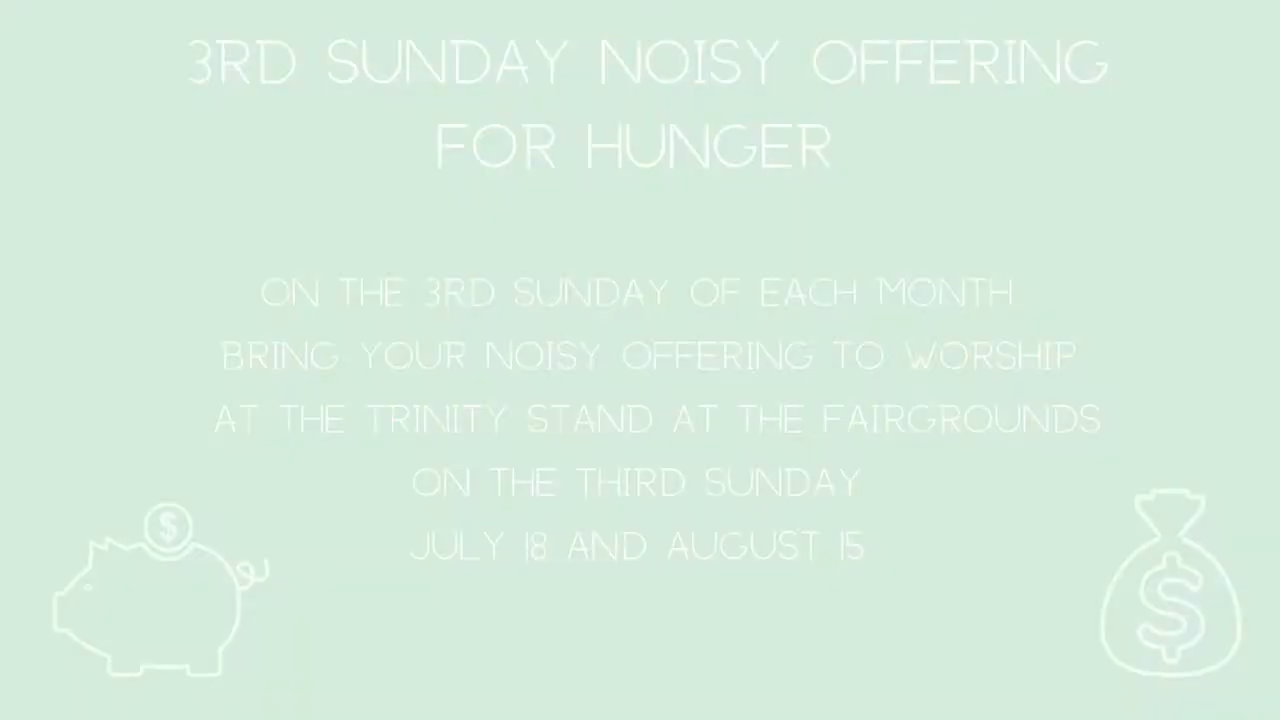 3RD SUNDAY NOISY OFFERING
FOR HUNGER
ON THE 3RD SUNDAY OF EACH MONTH
BRING YOUR NOISY OFFERING TO WORSHIP
AT THE TRINITY STAND AT THE FAIRGROUNDS
ON THE THIRD SUNDAY
JULY 18 AND AUGUST 15
$
$